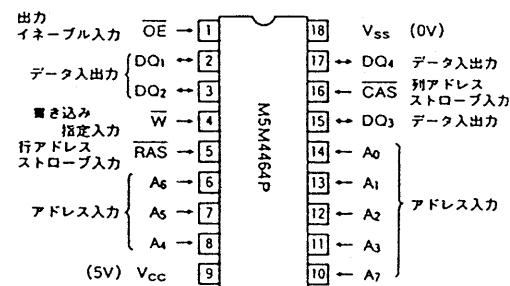 出力
イネーブル入力 OE 1
データ入出力 DQ1 2
DQ2 3
書き込み
指定入力 W 4
行アドレス
ストローブ入力 RAS 5
アドレス入力 A6 6
A5 7
A4 8
(5V) VCC 9
M5M4464P
18 VSS (0V)
17 DQ4 データ入出力
16 CAS 列アドレス
ストローブ入力
15 DQ3 データ入出力
14 A0
13 A1
12 A2
11 A3
10 A7
アドレス入力